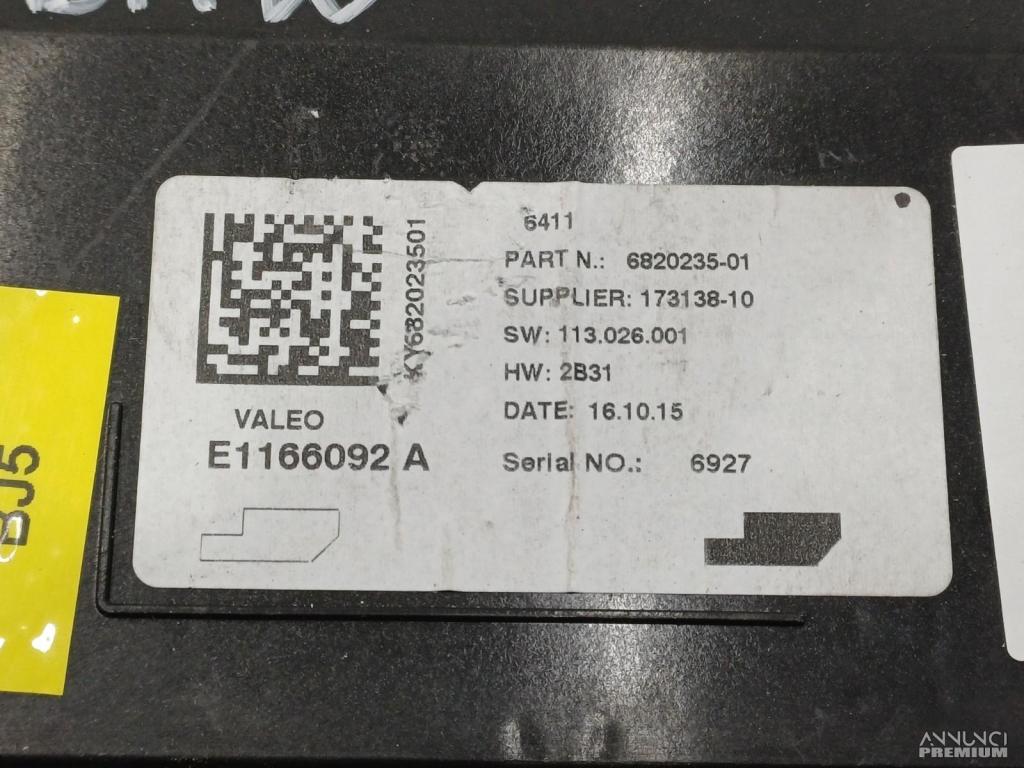 6411
PART N.: 6820235-01
SUPPLIER: 173138-10
SW: 113.026.001
HW: 2B31
DATE: 16.10.15
Serial NO.: 6927
KY682023501
VALEO
E1166092 A
BJ5
ANNUNCI
PREMIUM